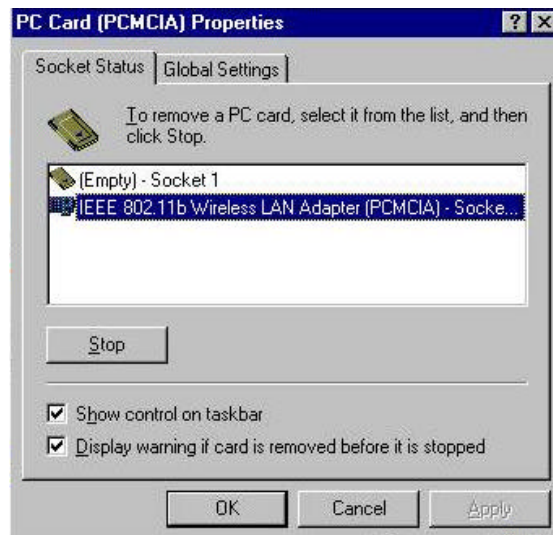 PC Card (PCMCIA) Properties
Socket Status
Global Settings
To remove a PC card, select it from the list, and then
click Stop.
(Empty) - Socket 1
IEEE 802.11b Wireless LAN Adapter (PCMCIA) - Socke...
Stop
Show control on taskbar
Display warning if card is removed before it is stopped
OK
Cancel
Apply